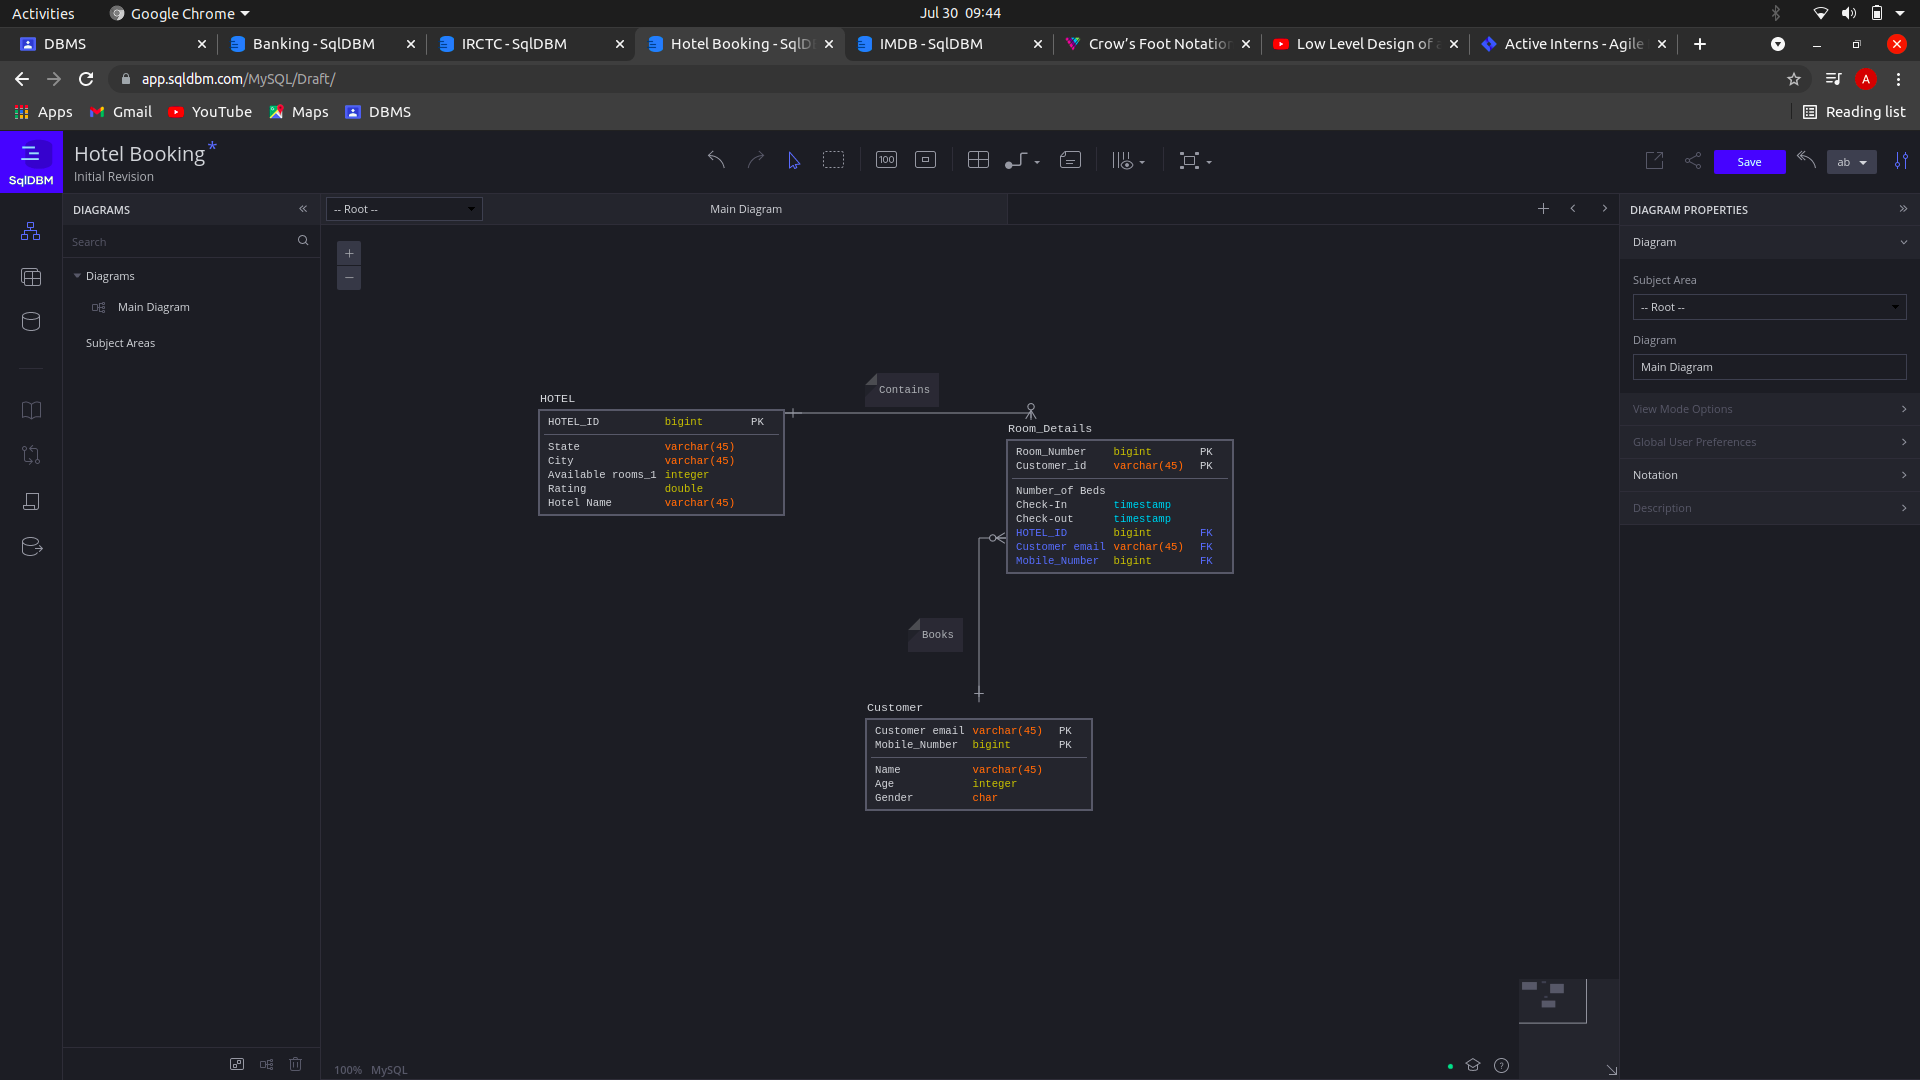 Activities
Google Chrome
Jul 30 09:44
DBMS
Banking - SqlDBM
IRCTC - SqlDBM
Hotel Booking - SqlD
IMDB - SqlDBM
Crow's Foot Notation
Low Level Design of a
Active Interns - Agile
app.sqldbm.com/MySQL/Draft/
A
Apps
Gmail
YouTube
Maps
DBMS
Reading list
SqlDBM
Hotel Booking*
Initial Revision
100
Save
ab
DIAGRAMS
-- Root --
Main Diagram
DIAGRAM PROPERTIES
Search
Diagrams
Main Diagram
Subject Areas
Diagram
Subject Area
-- Root --
Diagram
Main Diagram
View Mode Options
Global User Preferences
Notation
Description
Contains
HOTEL
HOTEL_ID bigint PK
State varchar(45)
City varchar(45)
Available rooms_1 integer
Rating double
Hotel Name varchar(45)
Room_Details
Room_Number bigint PK
Customer_id varchar(45) PK
Number_of Beds
Check-In timestamp
Check-out timestamp
HOTEL_ID bigint FK
Customer email varchar(45) FK
Mobile_Number bigint FK
Books
Customer
Customer email varchar(45) PK
Mobile_Number bigint PK
Name varchar(45)
Age integer
Gender char
100% MySQL